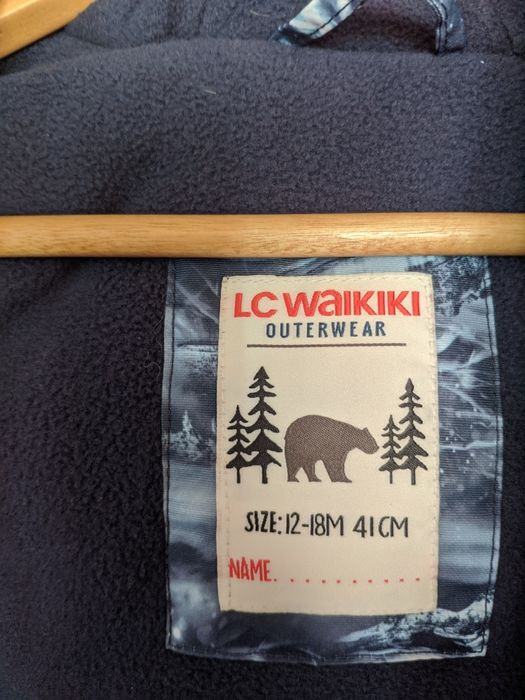 LC WAIKIKI
OUTERWEAR
SIZE: 12-18M 41CM
NAME..........